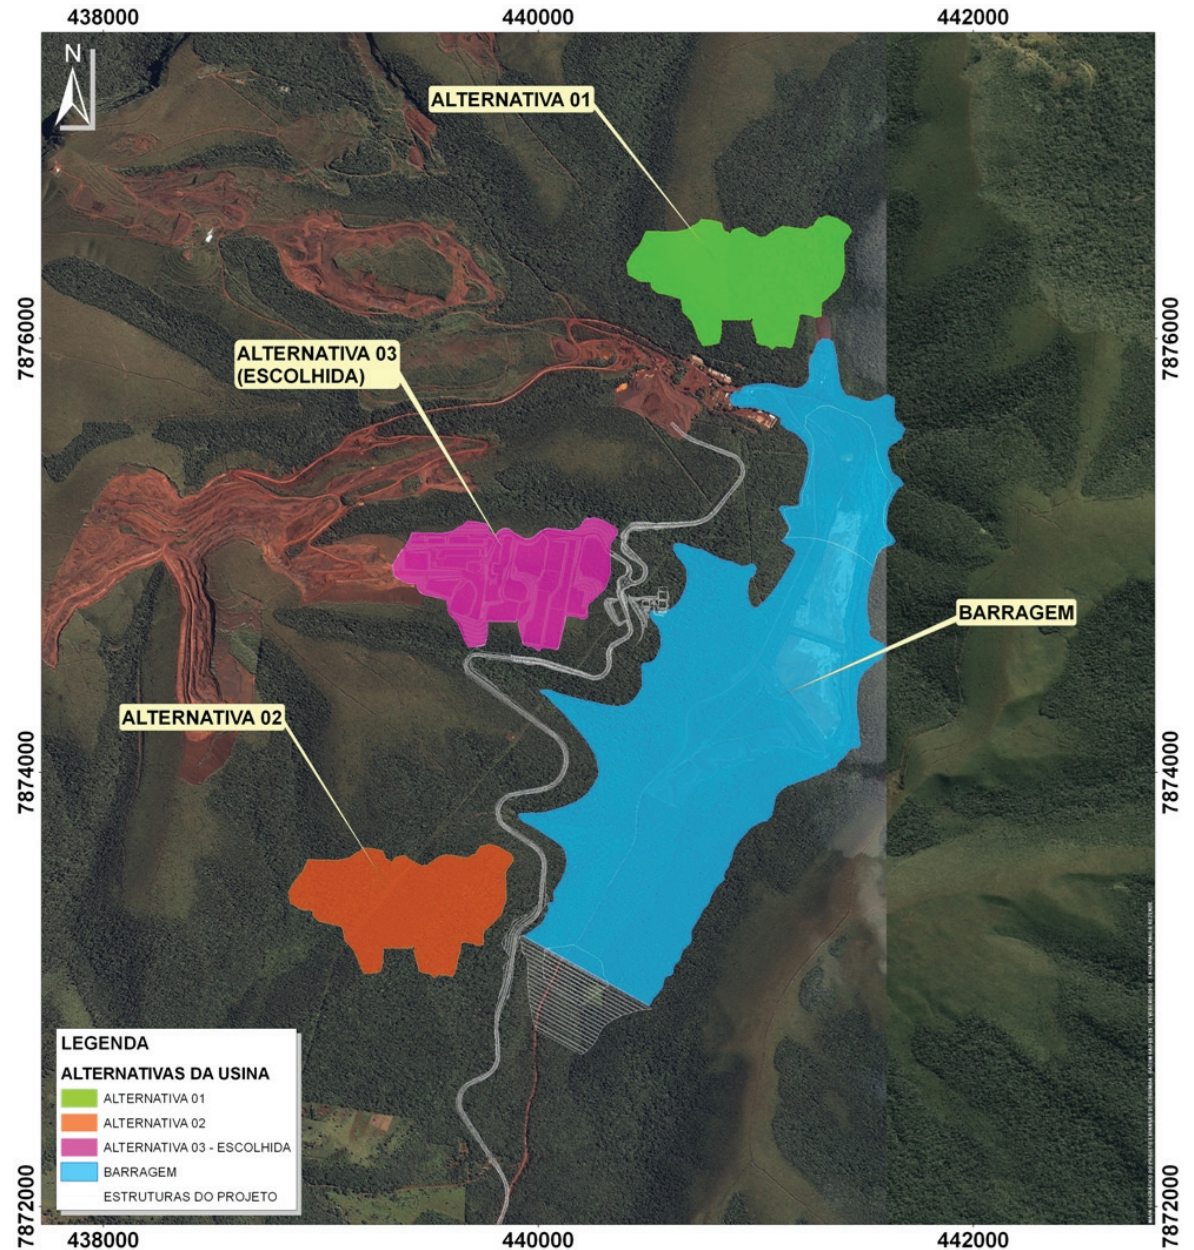 438000
440000
442000
N
ALTERNATIVA 01
7876000
7876000
ALTERNATIVA 03
(ESCOLHIDA)
BARRAGEM
ALTERNATIVA 02
7874000
7874000
LEGENDA
ALTERNATIVAS DA USINA
ALTERNATIVA 01
ALTERNATIVA 02
ALTERNATIVA 03 - ESCOLHIDA
BARRAGEM
ESTRUTURAS DO PROJETO
7872000
7872000
438000
440000
442000